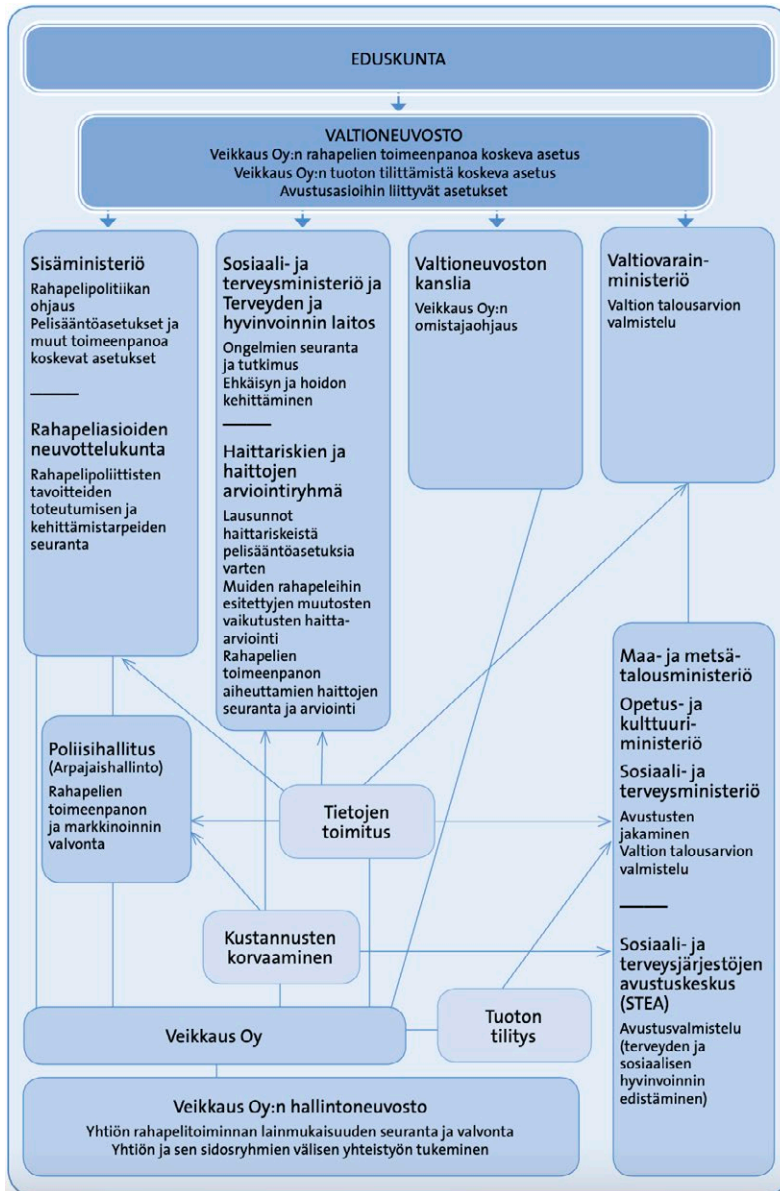 EDUSKUNTA
VALTIONEUVOSTO
Veikkaus Oy:n rahapelien toimeenpanoa koskeva asetus
Veikkaus Oy:n tuoton tilittämistä koskeva asetus
Avustusasioihin liittyvät asetukset
Sisäministeriö
Rahapelipolitiikan
ohjaus
Pelisääntöasetukset ja
muut toimeenpanoa
koskevat asetukset
Rahapeliasioiden
neuvottelukunta
Rahapelipoliittisten
tavoitteiden
toteutumisen ja
kehittämistarpeiden
seuranta
Sosiaali- ja
terveysministeriö ja
Terveyden ja
hyvinvoinnin laitos
Ongelmien seuranta
ja tutkimus
Ehkäisyn ja hoidon
kehittäminen
Haittariskien ja
haittojen
arviointiryhmä
Lausunnot
haittariskeistä
pelisääntöasetuksia
varten
Muiden rahapeleihin
esitettyjen muutosten
vaikutusten haitta-
arviointi
Rahapelien
toimeenpanon
aiheuttamien haittojen
seuranta ja arviointi
Valtioneuvoston
kanslia
Veikkaus Oy:n
omistajaohjaus
Valtiovarain-
ministeriö
Valtion talousarvion
valmistelu
Poliisihallitus
(Arpajaishallinto)
Rahapelien
toimeenpanon
ja markkinoinnin
valvonta
Tietojen
toimitus
Kustannusten
korvaaminen
Maa- ja metsä-
talousministeriö
Opetus- ja
kulttuuri-
ministeriö
Sosiaali- ja
terveysministeriö
Avustusten
jakaminen
Valtion talousarvion
valmistelu
Sosiaali- ja
terveysjärjestöjen
avustuskeskus
(STEA)
Avustusvalmistelu
(terveyden ja
sosiaalisen
hyvinvoinnin
edistäminen)
Veikkaus Oy
Tuoton
tilitys
Veikkaus Oy:n hallintoneuvosto
Yhtiön rahapelitoiminnan lainmukaisuuden seuranta ja valvonta
Yhtiön ja sen sidosryhmien välisen yhteistyön tukeminen